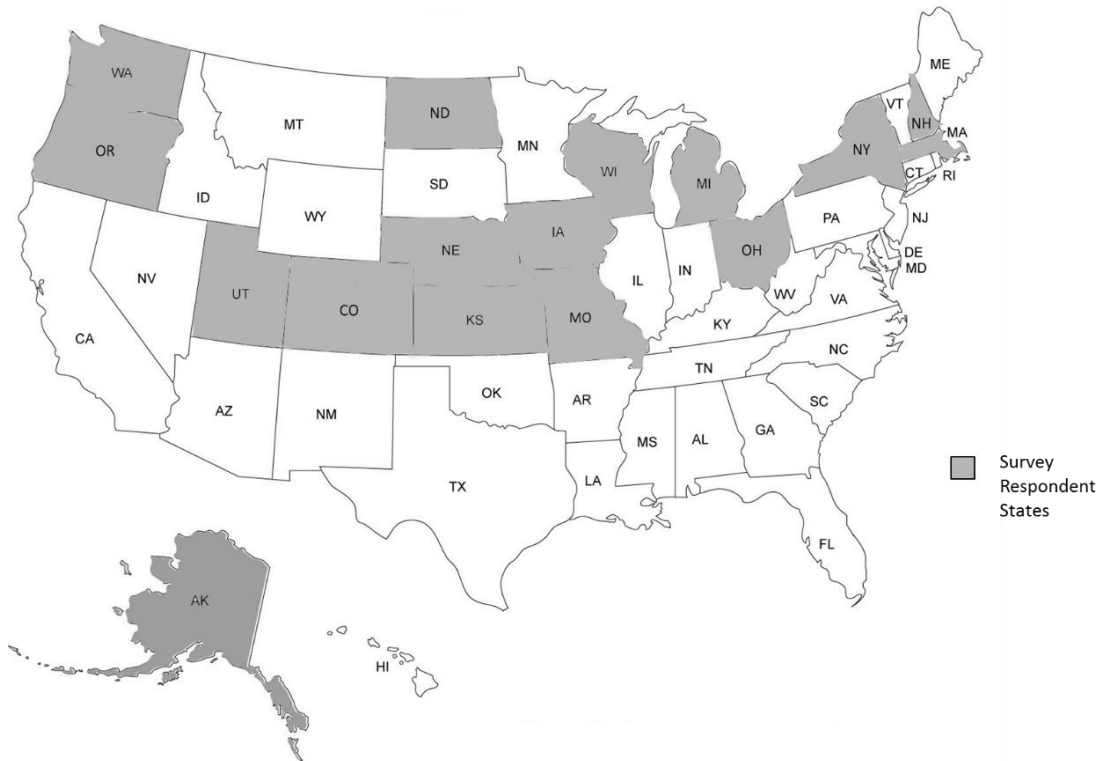 ME
WA
VT
ND
MT
NH
MA
MN
OR
NY
WI
MI
CT
RI
SD
ID
WY
PA
NJ
IA
NE
OH
DE
MD
IL
IN
NV
WV
UT
VA
CO
KS
MO
KY
CA
NC
TN
OK
AR
SC
AZ
NM
MS
AL
GA
LA
TX
FL
Survey
Respondent
States
AK
HI